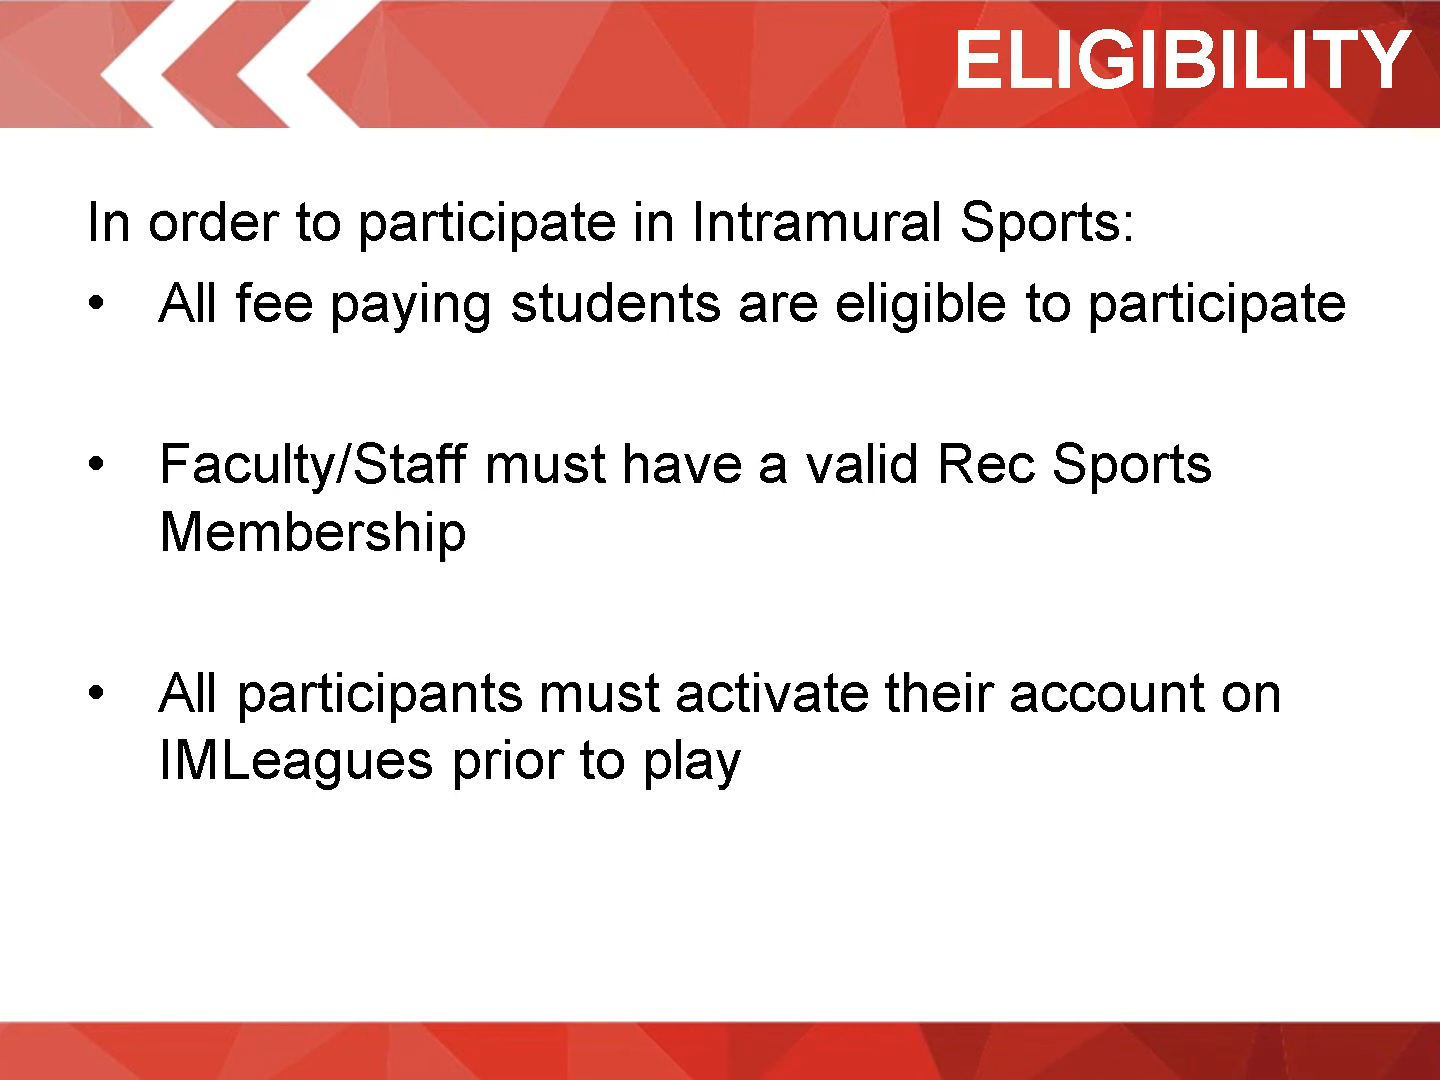 ELIGIBILITY
In order to participate in Intramural Sports:
• All fee paying students are eligible to participate
• Faculty/Staff must have a valid Rec Sports
Membership
• All participants must activate their account on
IMLeagues prior to play